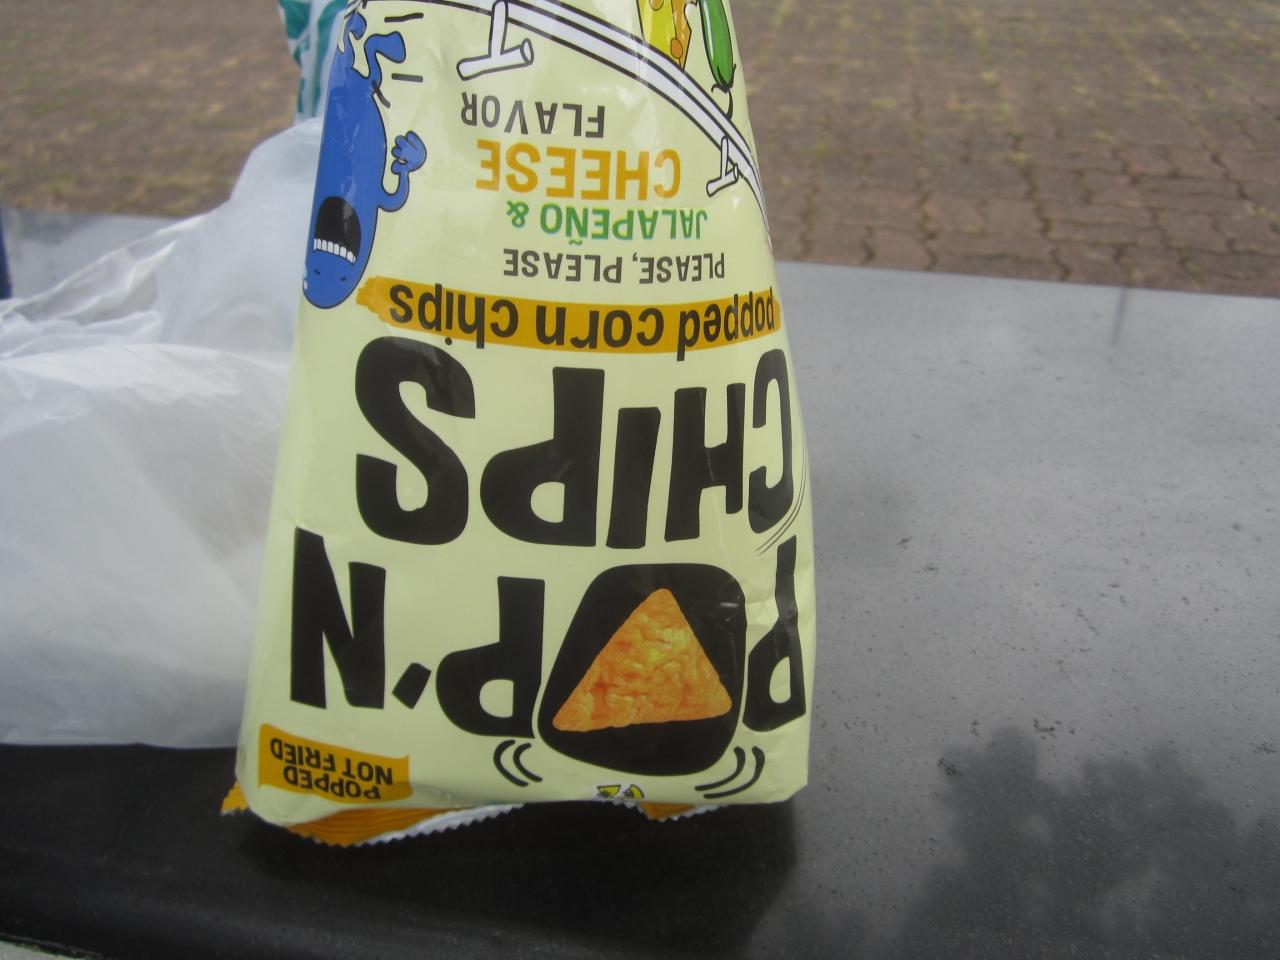 POPPED
NOT FRIED
POP'N
CHIPS
popped corn chips
PLEASE, PLEASE
JALAPEÑO &
CHEESE
FLAVOR